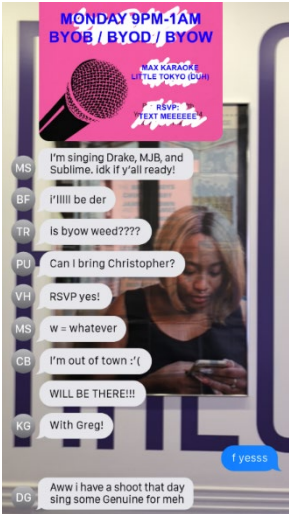 MONDAY 9PM-1AM
BYOB / BYOD / BYOW
MAX KARAOKE
LITTLE TOKYO (DUH)
RSVP:
TEXT MEEEEEE
MS
I'm singing Drake, MJB, and
Sublime. idk if y'all ready!
BF
i'lllll be der
TR
Is byow weed????
PU
Can I bring Christopher?
VH
RSVP yes!
MS
w = whatever
CB
I'm out of town :'(
WILL BE THERE!!!
KG
With Greg!
f yesss
DG
Aww i have a shoot that day
sing some Genuine for meh